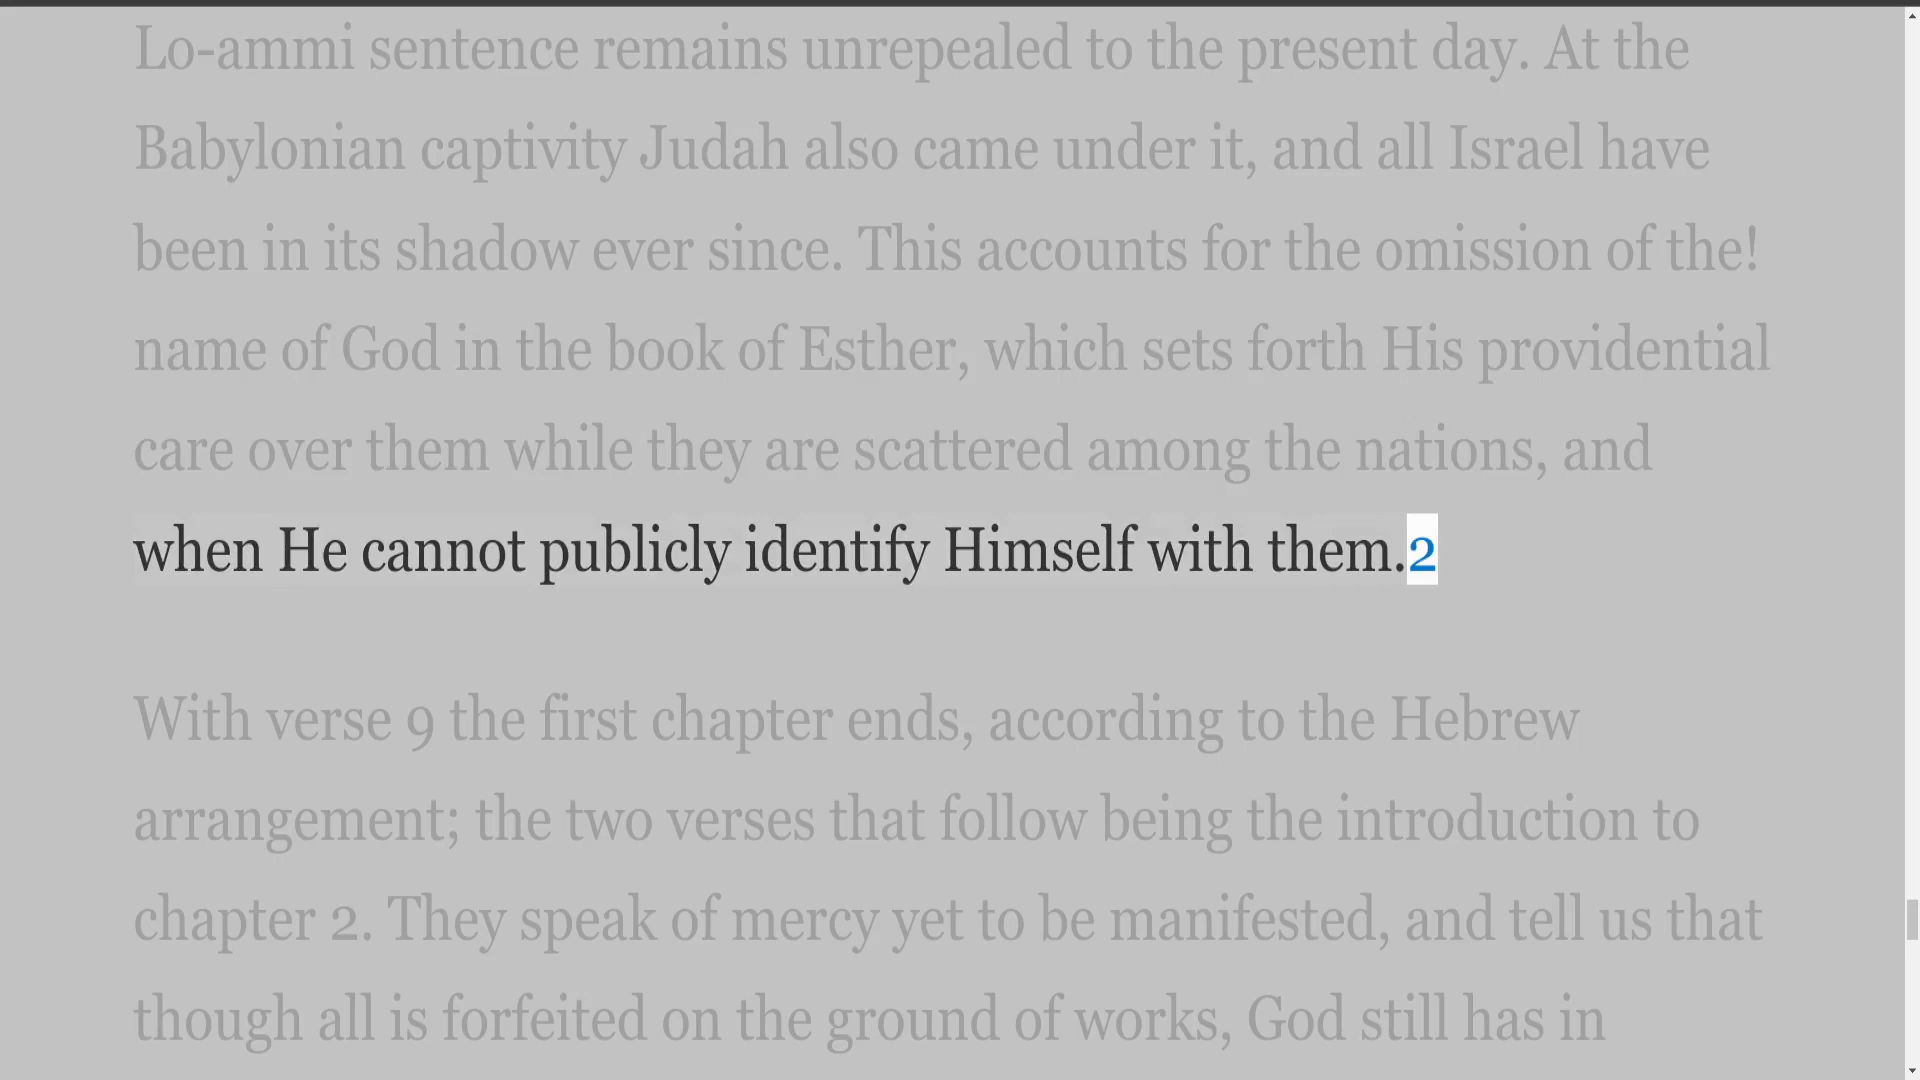 Lo-ammi sentence remains unrepealed to the present day. At the
Babylonian captivity Judah also came under it, and all Israel have
been in its shadow ever since. This accounts for the omission of the!
name of God in the book of Esther, which sets forth His providential
care over them while they are scattered among the nations, and
when He cannot publicly identify Himself with them.2
With verse 9 the first chapter ends, according to the Hebrew
arrangement; the two verses that follow being the introduction to
chapter 2. They speak of mercy yet to be manifested, and tell us that
though all is forfeited on the ground of works, God still has in